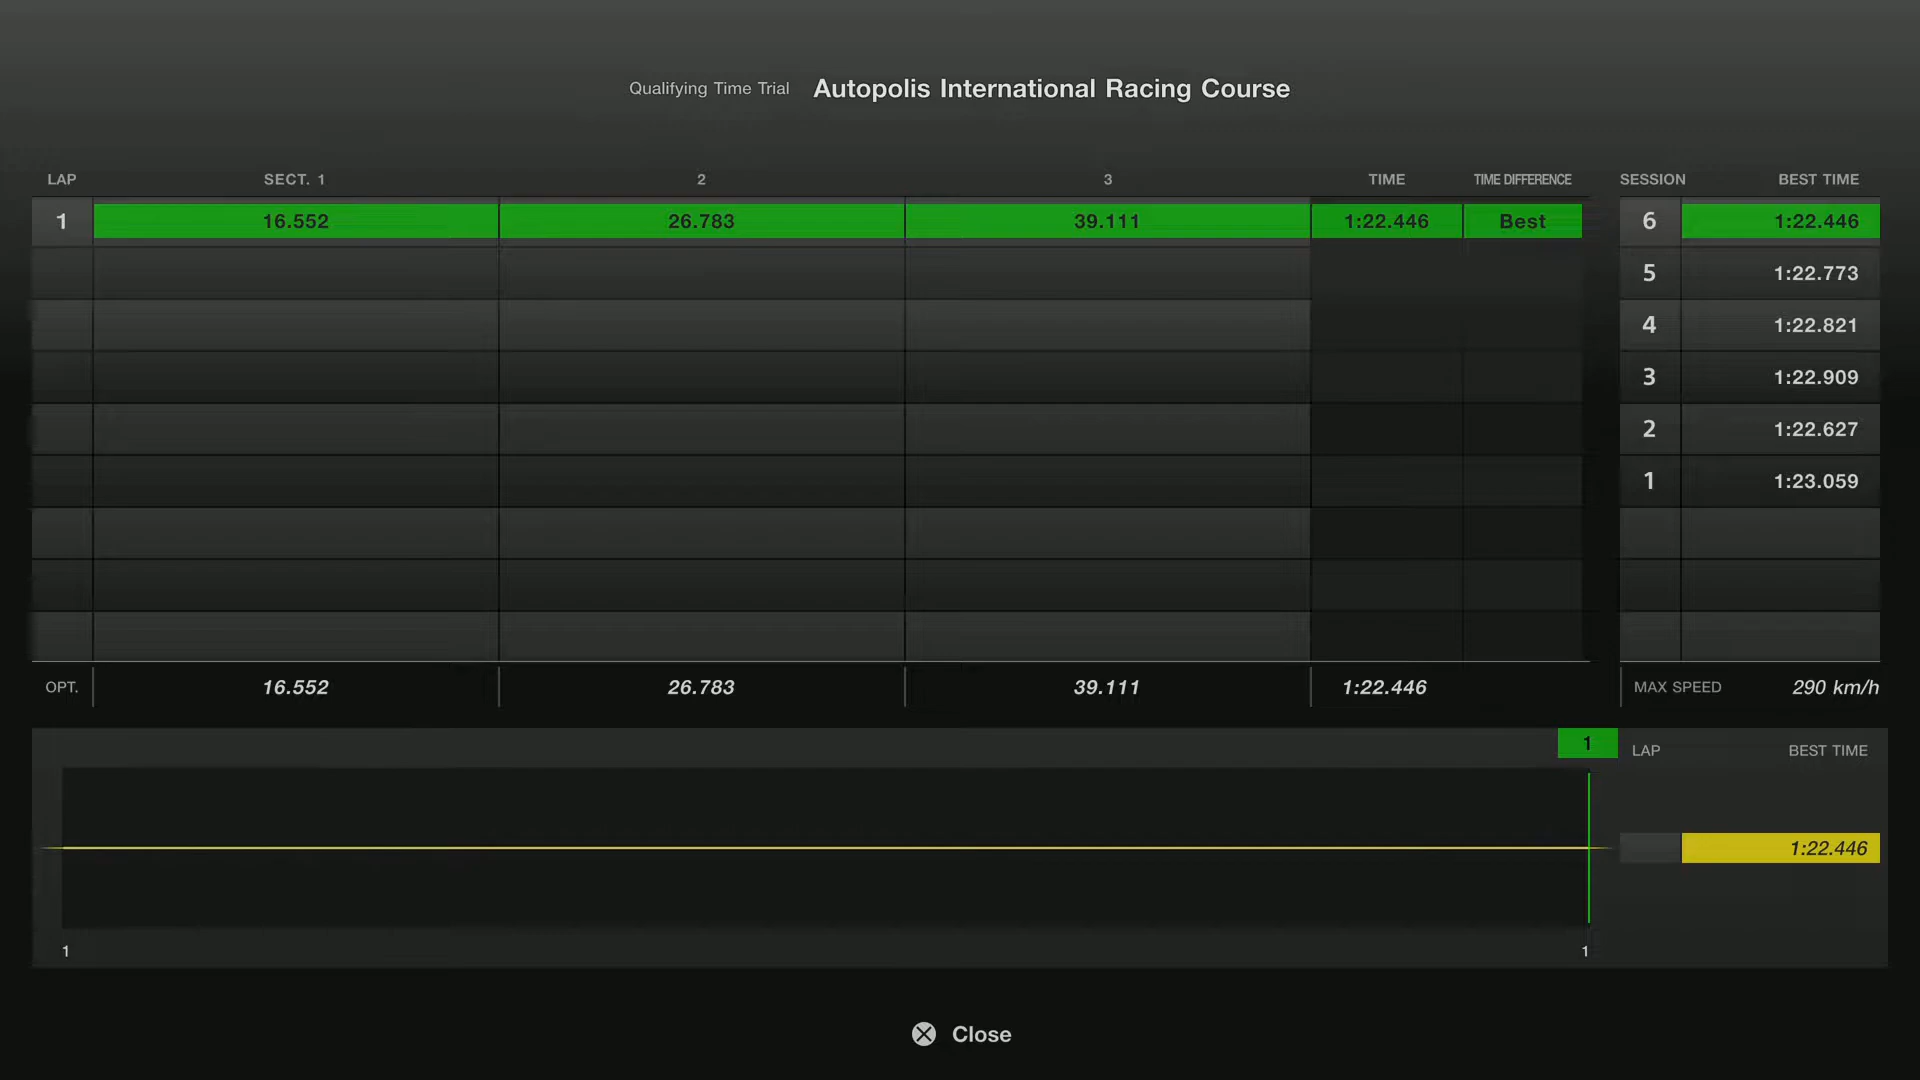 Qualifying Time Trial Autopolis International Racing Course
LAP SECT. 1 2 3 TIME TIME DIFFERENCE SESSION BEST TIME
1 16.552 26.783 39.111 1:22.446 Best 6 1:22.446
5 1:22.773
4 1:22.821
3 1:22.909
2 1:22.627
1 1:23.059
OPT. 16.552 26.783 39.111 1:22.446 MAX SPEED 290 km/h
1 LAP BEST TIME
1:22.446
1 1
Close